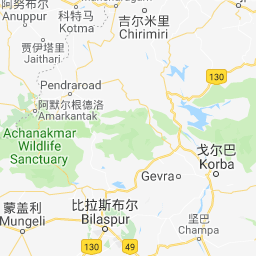 阿努布尔
Anuppur
科特马
Kotma
吉尔米里
Chirimiri
贾伊塔里
Jaithari
130
Pendraroad
阿默尔根德洛
Amarkantak
Achanakmar
Wildlife
Sanctuary
戈尔巴
Korba
Gevra
蒙盖利
Mungeli
比拉斯布尔
Bilaspur
坚巴
Champa
130
49